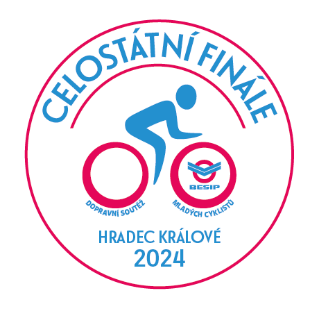 CELOSTÁTNÍ FINÁLE
BESIP
DOPRAVNÍ SOUTĚŽ
MLADÝCH CYKLISTŮ
HRADEC KRÁLOVÉ
2024